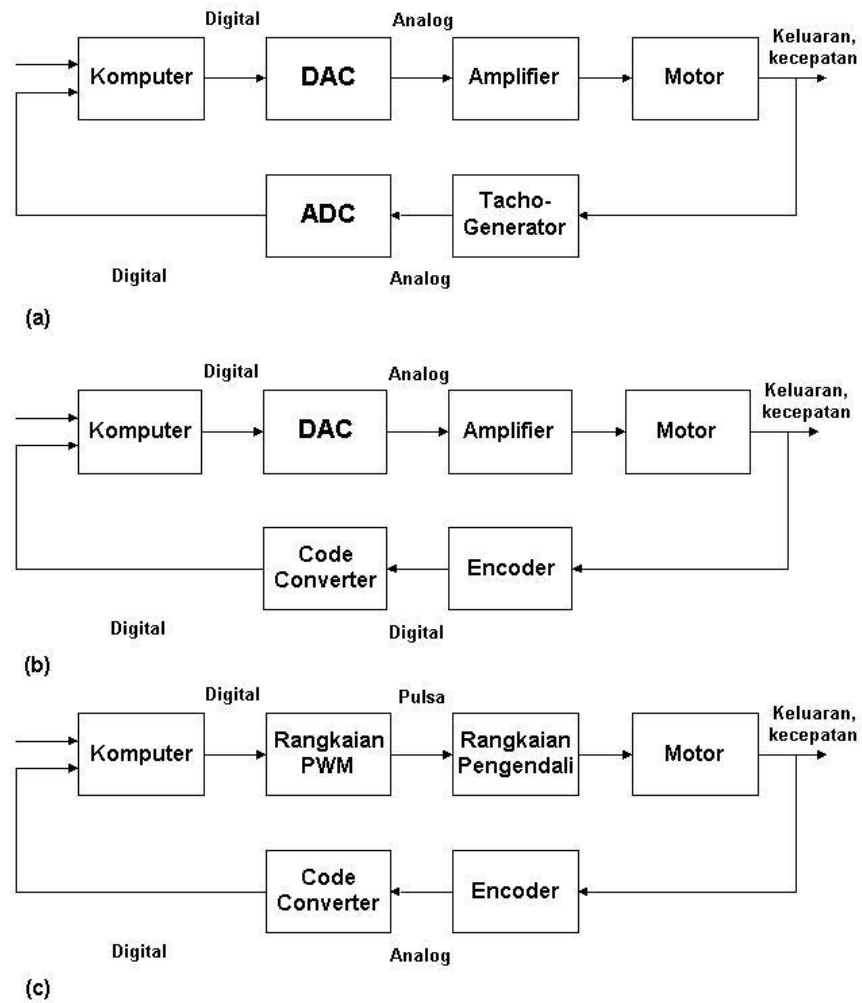 Digital
Analog
Keluaran,
kecepatan
Komputer
DAC
Amplifier
Motor
ADC
Tacho-
Generator
Digital
Analog
(a)
Digital
Analog
Keluaran,
kecepatan
Komputer
DAC
Amplifier
Motor
Code
Converter
Encoder
Digital
Digital
(b)
Digital
Pulsa
Keluaran,
kecepatan
Komputer
Rangkaian
PWM
Rangkaian
Pengendali
Motor
Code
Converter
Encoder
Digital
Analog
(c)